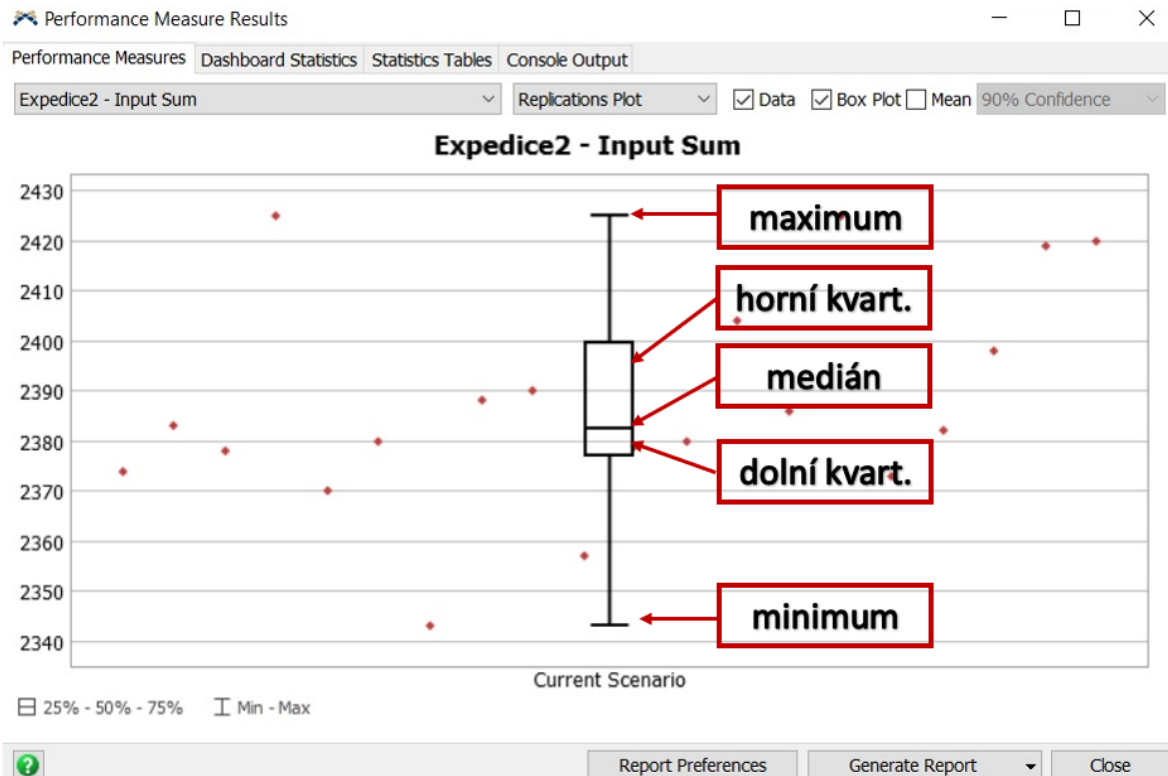 Performance Measure Results
Performance Measures Dashboard Statistics Statistics Tables Console Output
Expedice2 - Input Sum Replications Plot Data Box Plot Mean 90% Confidence
Expedice2 - Input Sum
2430
maximum
2420
2410
horní kvart.
2400
medián
2390
2380
dolní kvart.
2370
2360
2350
minimum
2340
Current Scenario
25% - 50% - 75% Min - Max
? Report Preferences Generate Report Close